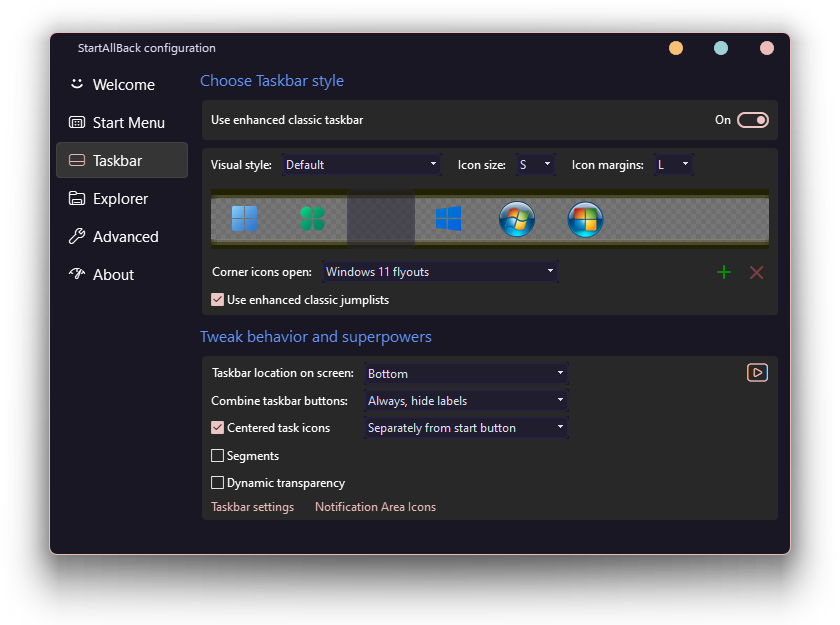 StartAllBack configuration
Welcome
Start Menu
Taskbar
Explorer
Advanced
About
Choose Taskbar style
Use enhanced classic taskbar On
Visual style: Default Icon size: S Icon margins: L
Corner icons open: Windows 11 flyouts
Use enhanced classic jumplists
Tweak behavior and superpowers
Taskbar location on screen: Bottom
Combine taskbar buttons: Always, hide labels
Centered task icons Separately from start button
Segments
Dynamic transparency
Taskbar settings Notification Area Icons